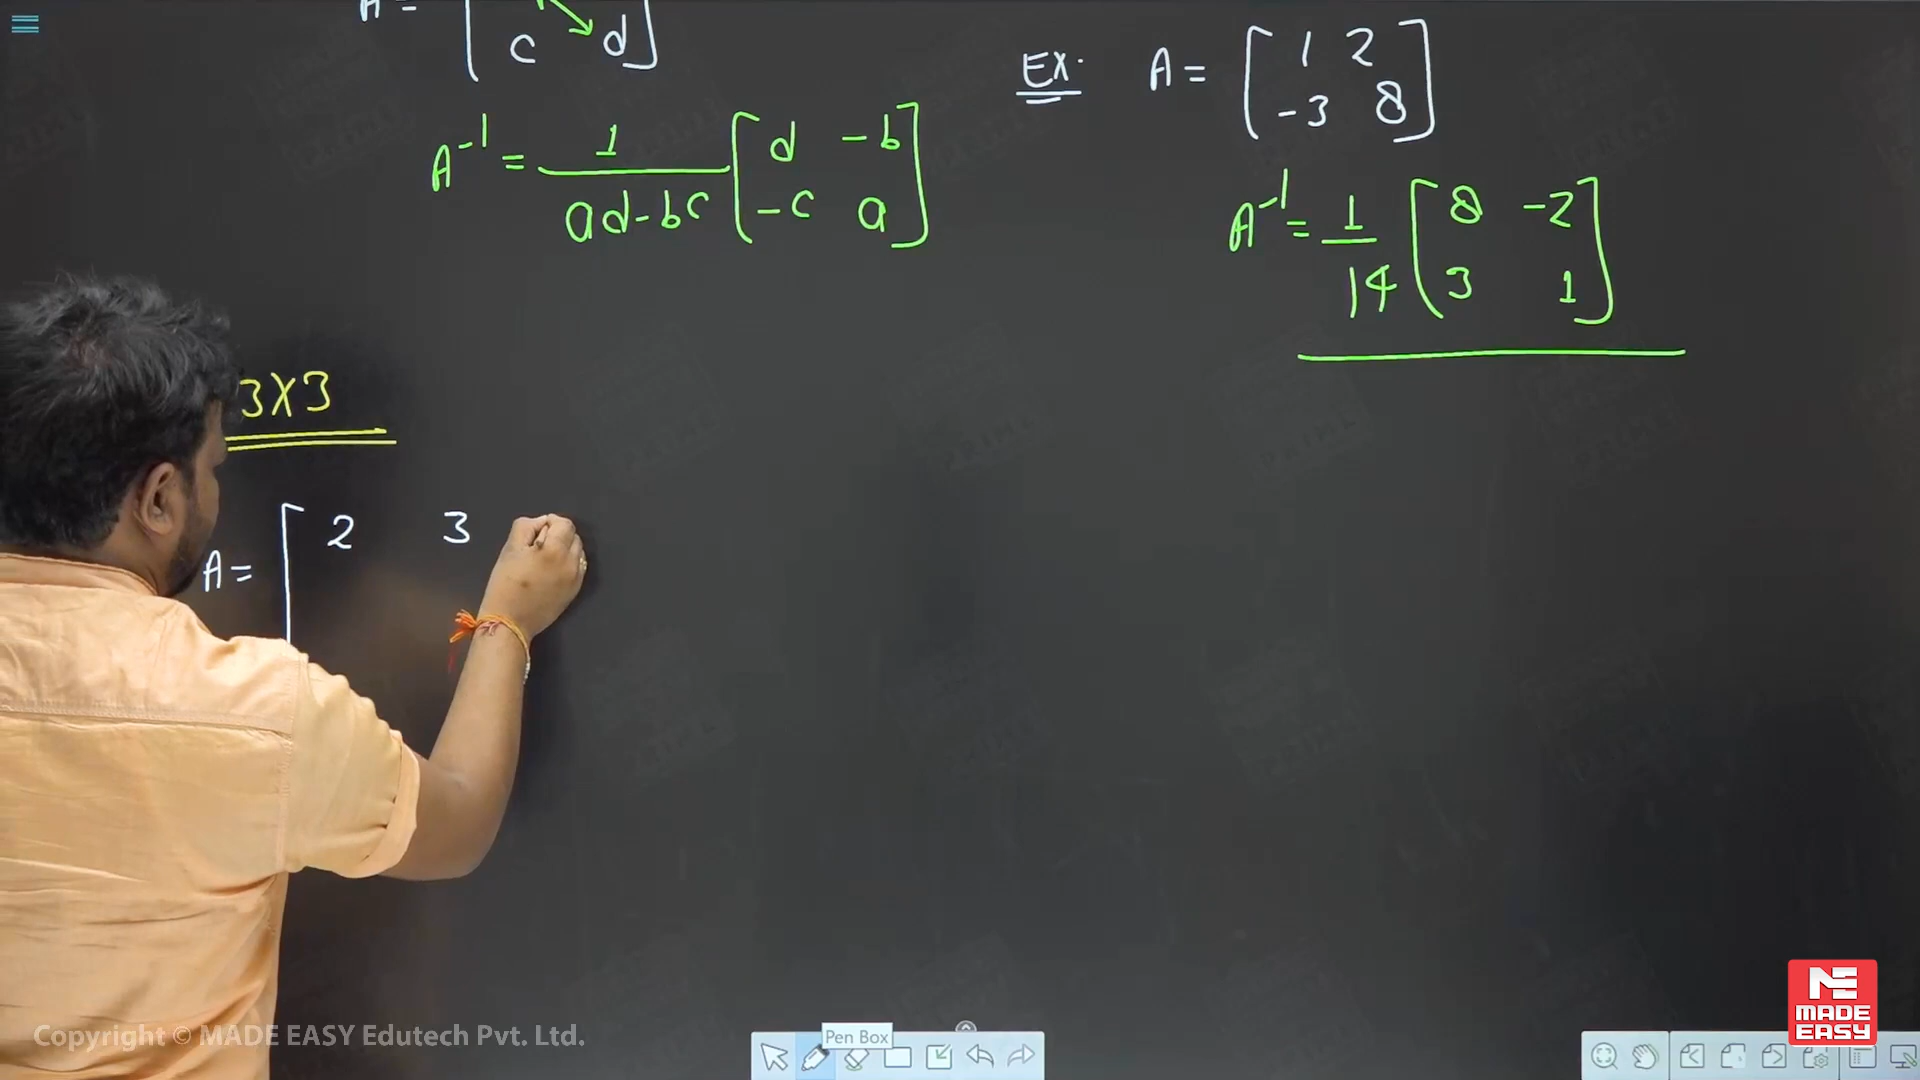 A = [ c d ]
A⁻¹ = 1/(ad-bc) [ d -b
-c a ]
Ex. A = [ 1 2
-3 8 ]
A⁻¹ = 1/14 [ 8 -2
3 1 ]
3X3
A = [ 2 3
Copyright © MADE EASY Edutech Pvt. Ltd.
Pen Box
ME
MADE
EASY